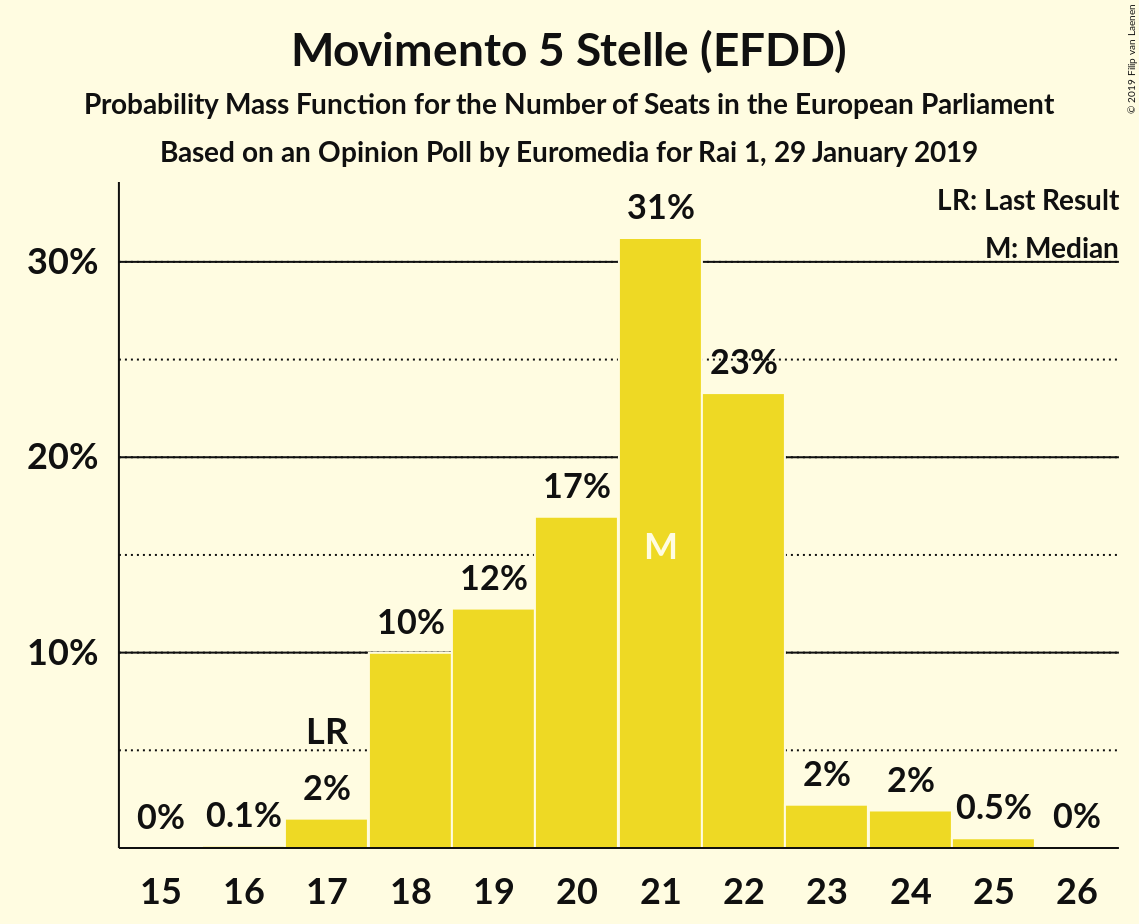 Movimento 5 Stelle (EFDD)
Probability Mass Function for the Number of Seats in the European Parliament
Based on an Opinion Poll by Euromedia for Rai 1, 29 January 2019
© 2019 Filip van Laenen
LR: Last Result
M: Median
30%
20%
10%
0%
0.1%
LR
2%
10%
12%
17%
31%
M
23%
2%
2%
0.5%
0%
15 16 17 18 19 20 21 22 23 24 25 26